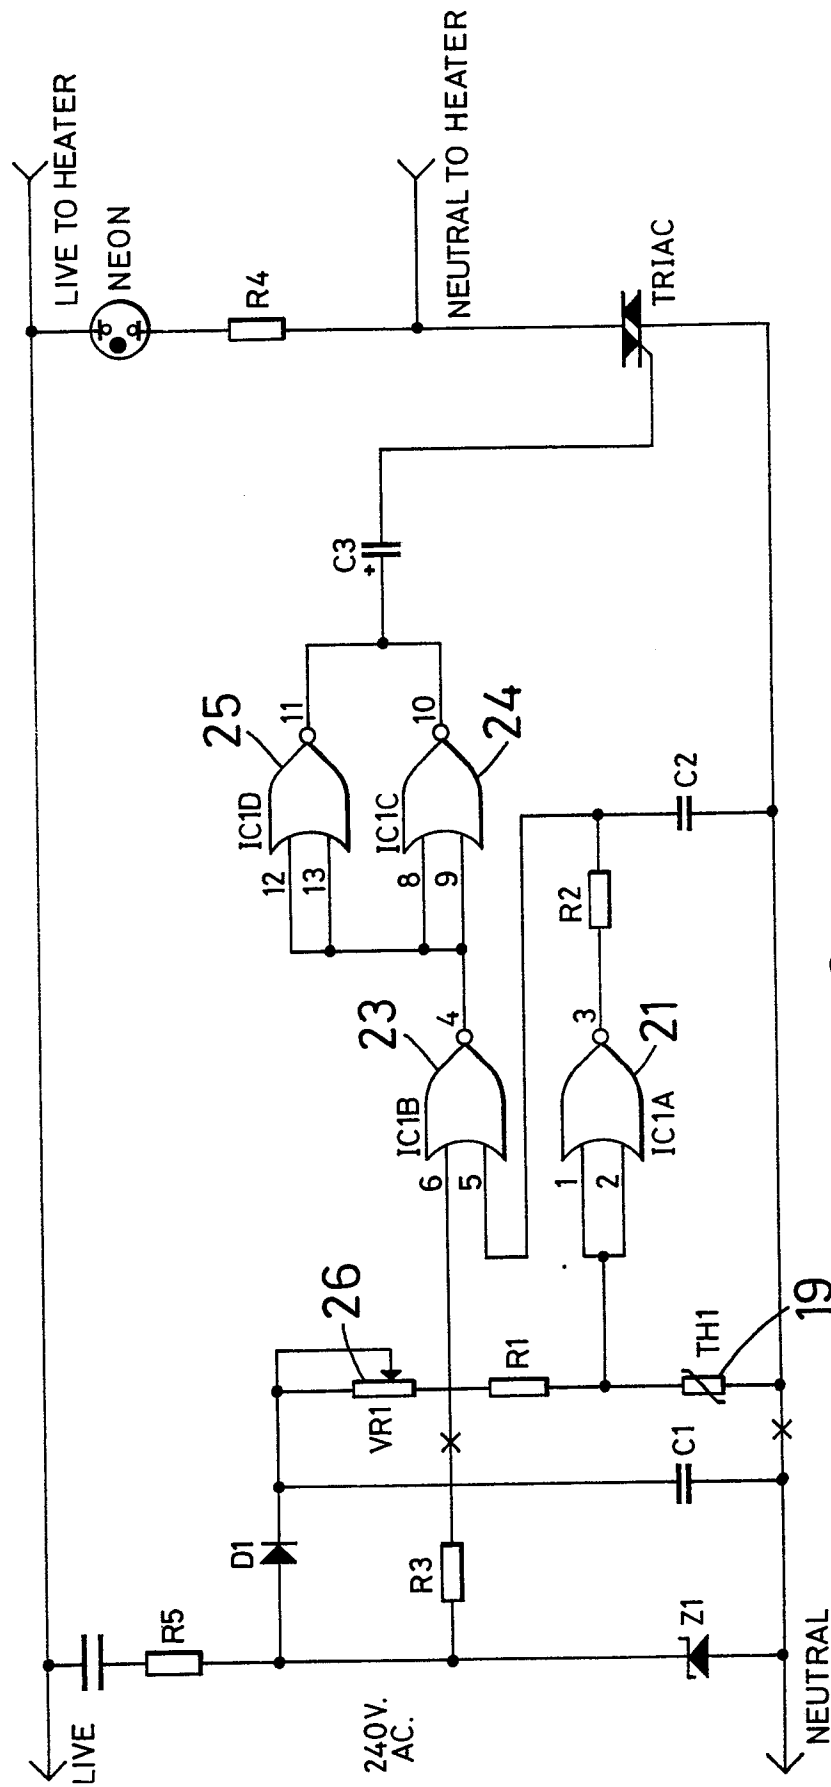 LIVE
240V.
AC.
NEUTRAL
R5
D1
R3
Z1
C1
26
VR1
R1
TH1
19
6
5
IC1B
23
4
1
2
IC1A
3
21
R2
C2
12
13
IC1D
25
11
8
9
IC1C
10
24
C3
+
TRIAC
R4
NEON
LIVE TO HEATER
NEUTRAL TO HEATER